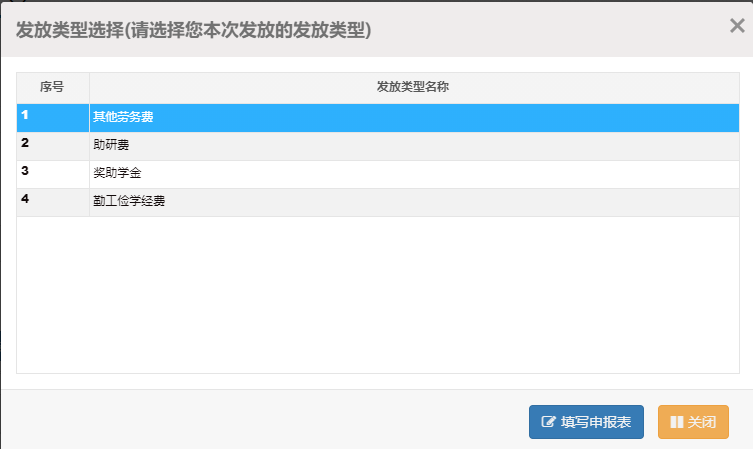 发放类型选择(请选择您本次发放的发放类型)
序号 发放类型名称
1 其他劳务费
2 助研费
3 奖助学金
4 勤工俭学经费
填写申报表 关闭